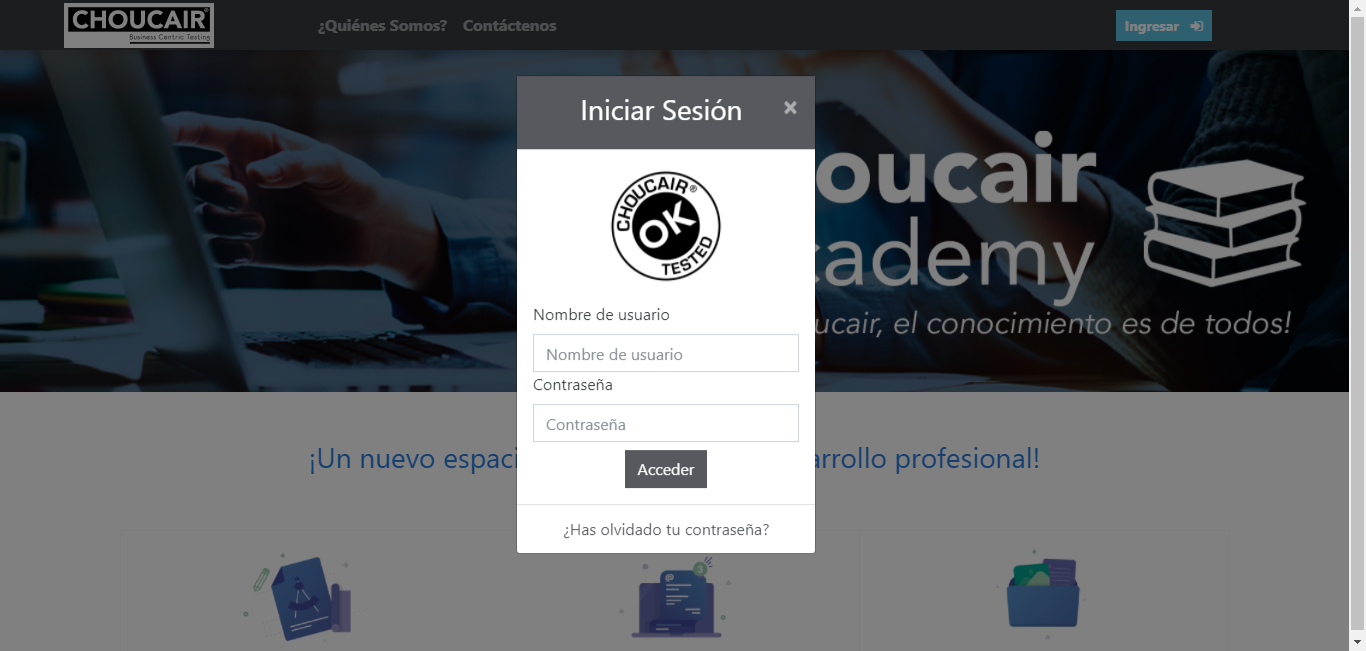 CHOUCAIR®
Business Centric Testing
¿Quiénes Somos? Contáctenos
Ingresar
Iniciar Sesión
×
CHOUCAIR®
OK
TESTED
oucair
cademy
ucair, el conocimiento es de todos!
Nombre de usuario
Nombre de usuario
Contraseña
Contraseña
¡Un nuevo espaci
arrollo profesional!
Acceder
¿Has olvidado tu contraseña?